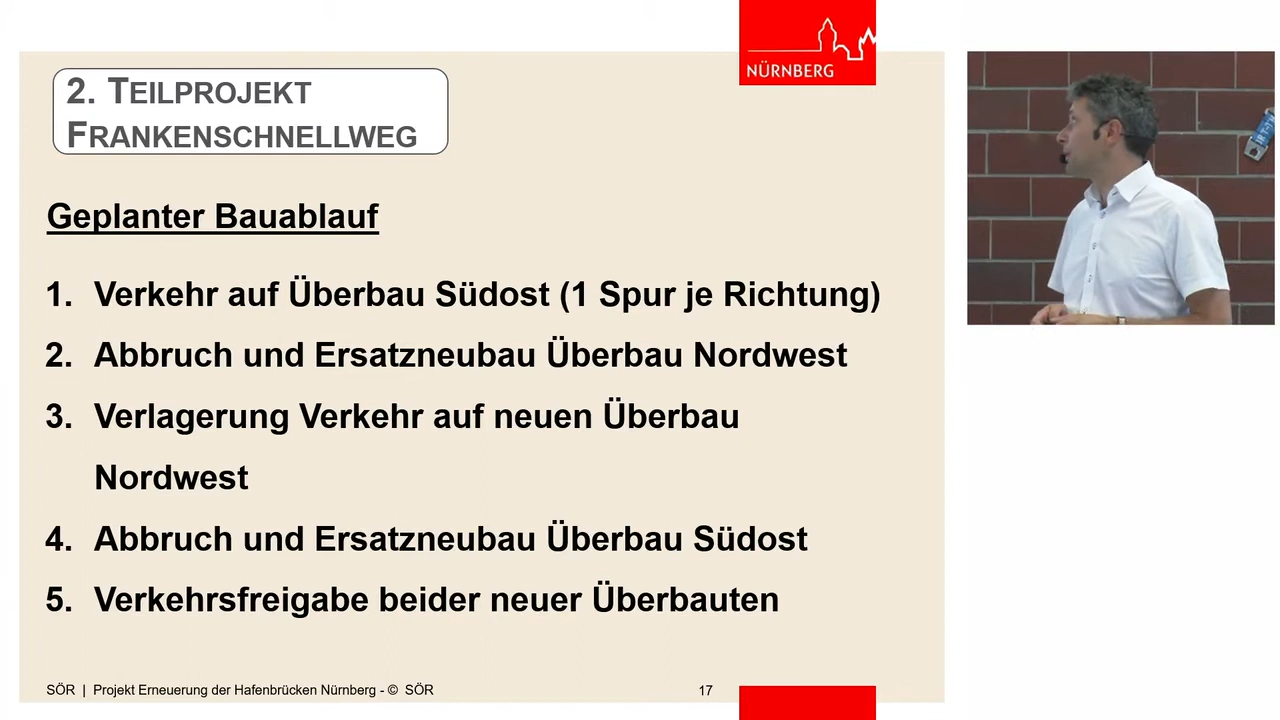 NÜRNBERG
2. TEILPROJEKT
FRANKENSCHNELLWEG
Geplanter Bauablauf
1. Verkehr auf Überbau Südost (1 Spur je Richtung)
2. Abbruch und Ersatzneubau Überbau Nordwest
3. Verlagerung Verkehr auf neuen Überbau
Nordwest
4. Abbruch und Ersatzneubau Überbau Südost
5. Verkehrsfreigabe beider neuer Überbauten
SÖR | Projekt Erneuerung der Hafenbrücken Nürnberg - © SÖR 17